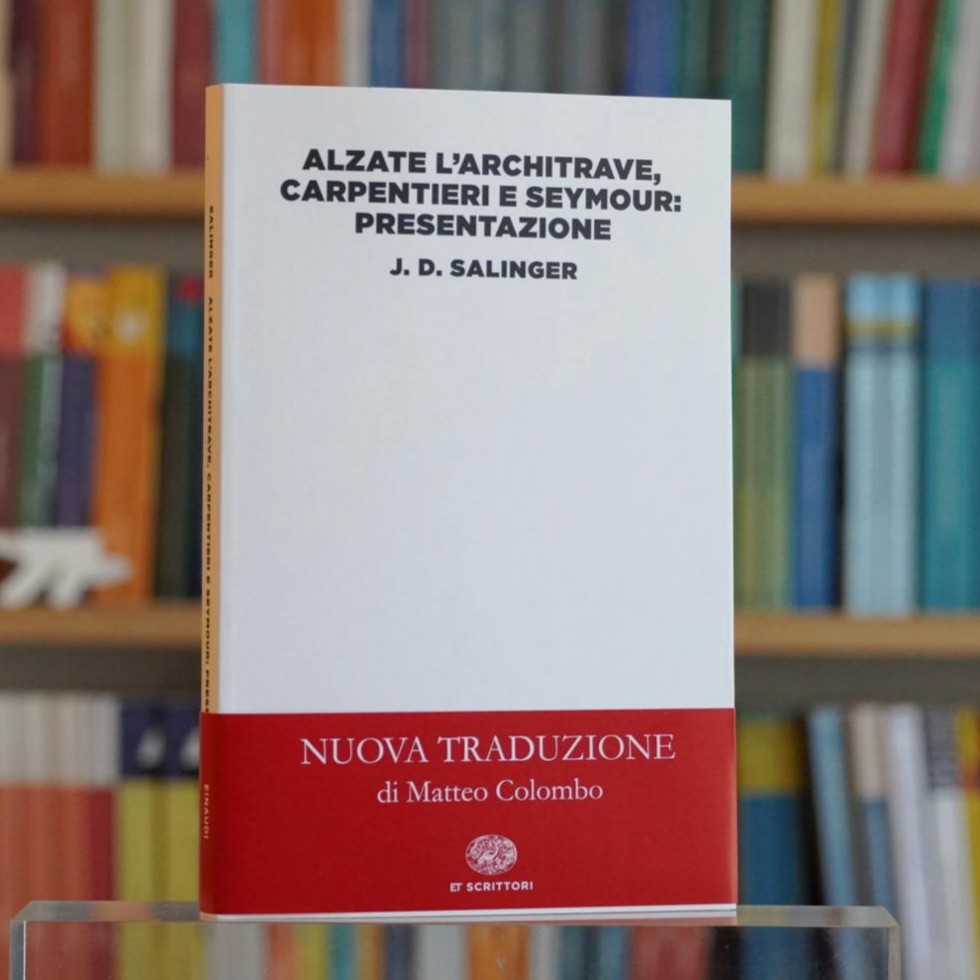 ALZATE L’ARCHITRAVE,
CARPENTIERI E SEYMOUR:
PRESENTAZIONE
J. D. SALINGER
NUOVA TRADUZIONE
di Matteo Colombo
ET SCRITTORI
SALINGER ALZATE L’ARCHITRAVE, CARPENTIERI E SEYMOUR: PRESE
EINAUDI